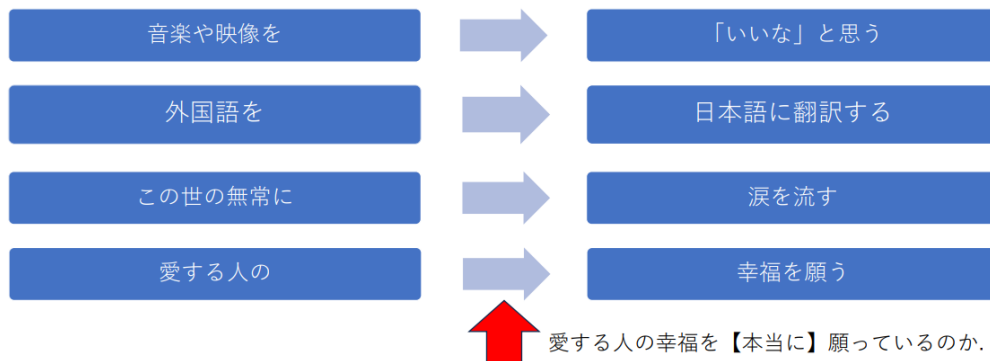 音楽や映像を
「いいな」と思う
外国語を
日本語に翻訳する
この世の無常に
涙を流す
愛する人の
幸福を願う
愛する人の幸福を【本当に】願っているのか.